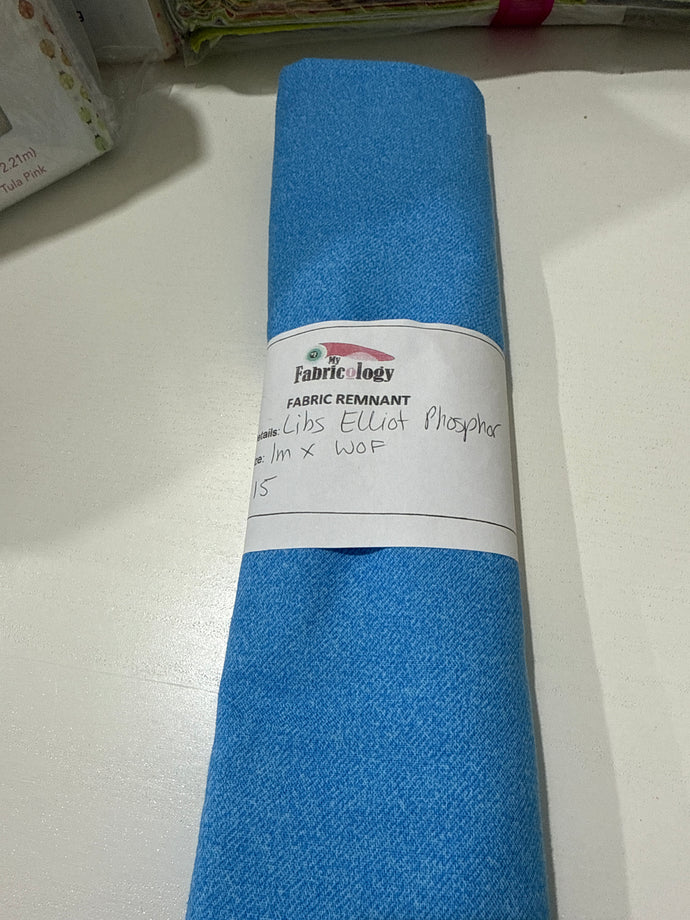 2.21m)
Tula Pink
My
Fabricology
FABRIC REMNANT
etails: Libs Elliot Phosphor
ze: 1m x WOF
15